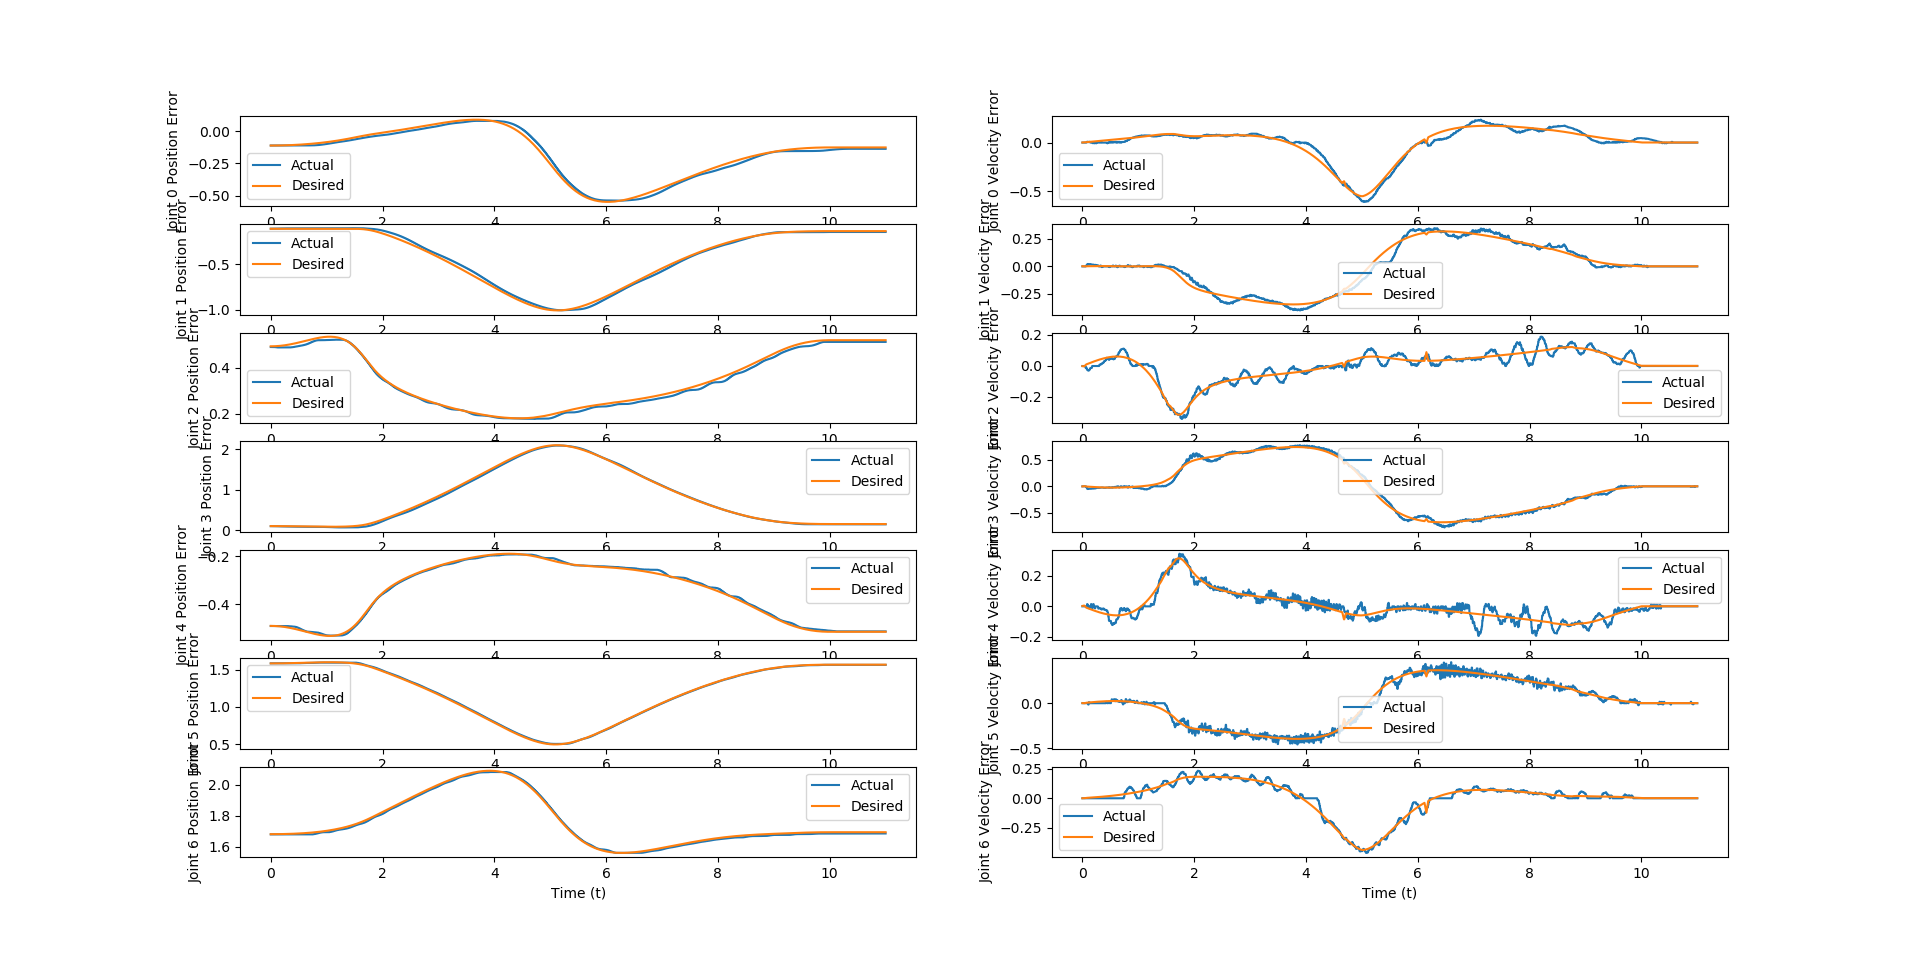 Joint 0 Position Error
0.00
−0.25
−0.50
Actual
Desired
0 2 4 6 8 10
Joint 1 Position Error
−0.5
−1.0
Actual
Desired
0 2 4 6 8 10
Joint 2 Position Error
0.4
0.2
Actual
Desired
0 2 4 6 8 10
Joint 3 Position Error
2
1
0
Actual
Desired
0 2 4 6 8 10
Joint 4 Position Error
−0.2
−0.4
Actual
Desired
0 2 4 6 8 10
Joint 5 Position Error
1.5
1.0
0.5
Actual
Desired
0 2 4 6 8 10
Joint 6 Position Error
2.0
1.8
1.6
Actual
Desired
0 2 4 6 8 10
Time (t)
Joint 0 Velocity Error
0.0
−0.5
Actual
Desired
0 2 4 6 8 10
Joint 1 Velocity Error
0.25
0.00
−0.25
Actual
Desired
0 2 4 6 8 10
Joint 2 Velocity Error
0.2
0.0
−0.2
Actual
Desired
0 2 4 6 8 10
Joint 3 Velocity Error
0.5
0.0
−0.5
Actual
Desired
0 2 4 6 8 10
Joint 4 Velocity Error
0.2
0.0
−0.2
Actual
Desired
0 2 4 6 8 10
Joint 5 Velocity Error
0.0
−0.5
Actual
Desired
0 2 4 6 8 10
Joint 6 Velocity Error
0.25
0.00
−0.25
Actual
Desired
0 2 4 6 8 10
Time (t)